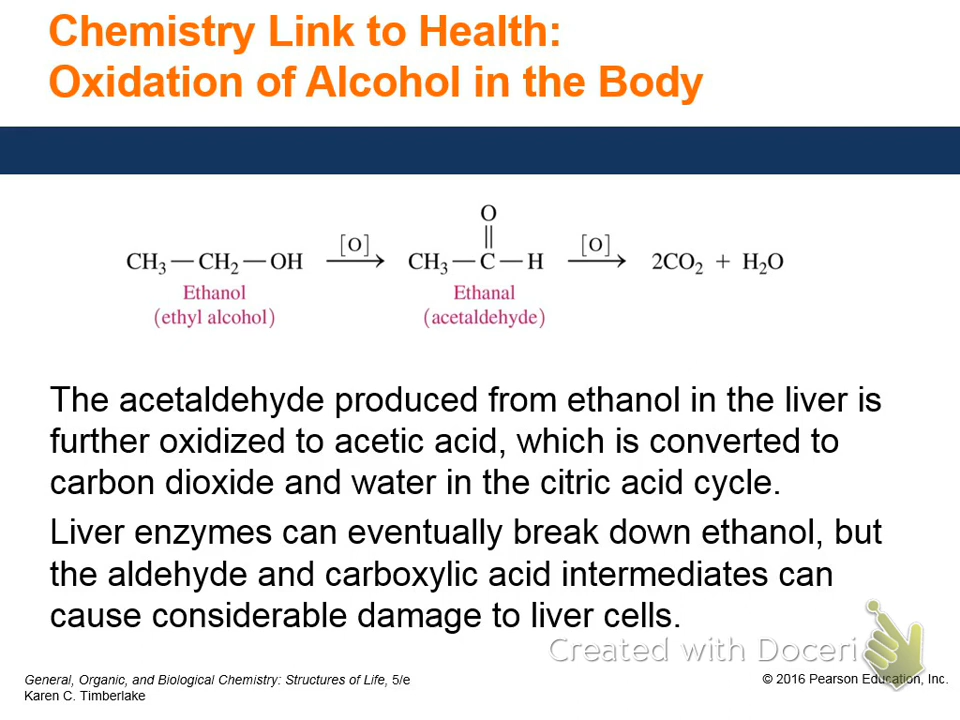 Chemistry Link to Health:
Oxidation of Alcohol in the Body
O
CH₃—CH₂—OH [O]→ CH₃—C—H [O]→ 2CO₂ + H₂O
Ethanol Ethanal
(ethyl alcohol) (acetaldehyde)
The acetaldehyde produced from ethanol in the liver is
further oxidized to acetic acid, which is converted to
carbon dioxide and water in the citric acid cycle.
Liver enzymes can eventually break down ethanol, but
the aldehyde and carboxylic acid intermediates can
cause considerable damage to liver cells.
Created with Doceri
General, Organic, and Biological Chemistry: Structures of Life, 5/e
Karen C. Timberlake
© 2016 Pearson Education, Inc.